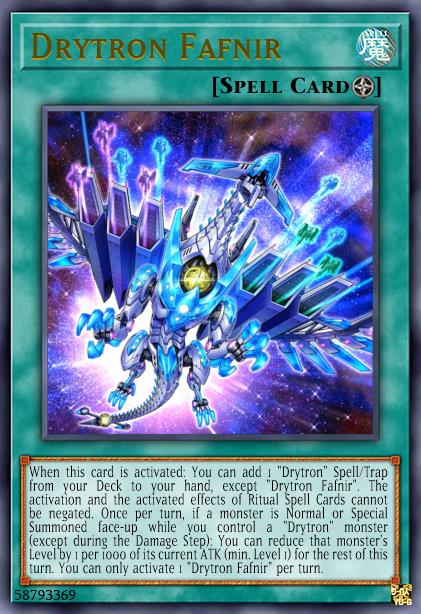 DRYTRON FAFNIR
SPELL
魔
[SPELL CARD]
When this card is activated: You can add 1 "Drytron" Spell/Trap
from your Deck to your hand, except "Drytron Fafnir". The
activation and the activated effects of Ritual Spell Cards cannot
be negated. Once per turn, if a monster is Normal or Special
Summoned face-up while you control a "Drytron" monster
(except during the Damage Step): You can reduce that monster's
Level by 1 per 1000 of its current ATK (min. Level 1) for the rest of this
turn. You can only activate 1 "Drytron Fafnir" per turn.
58793369